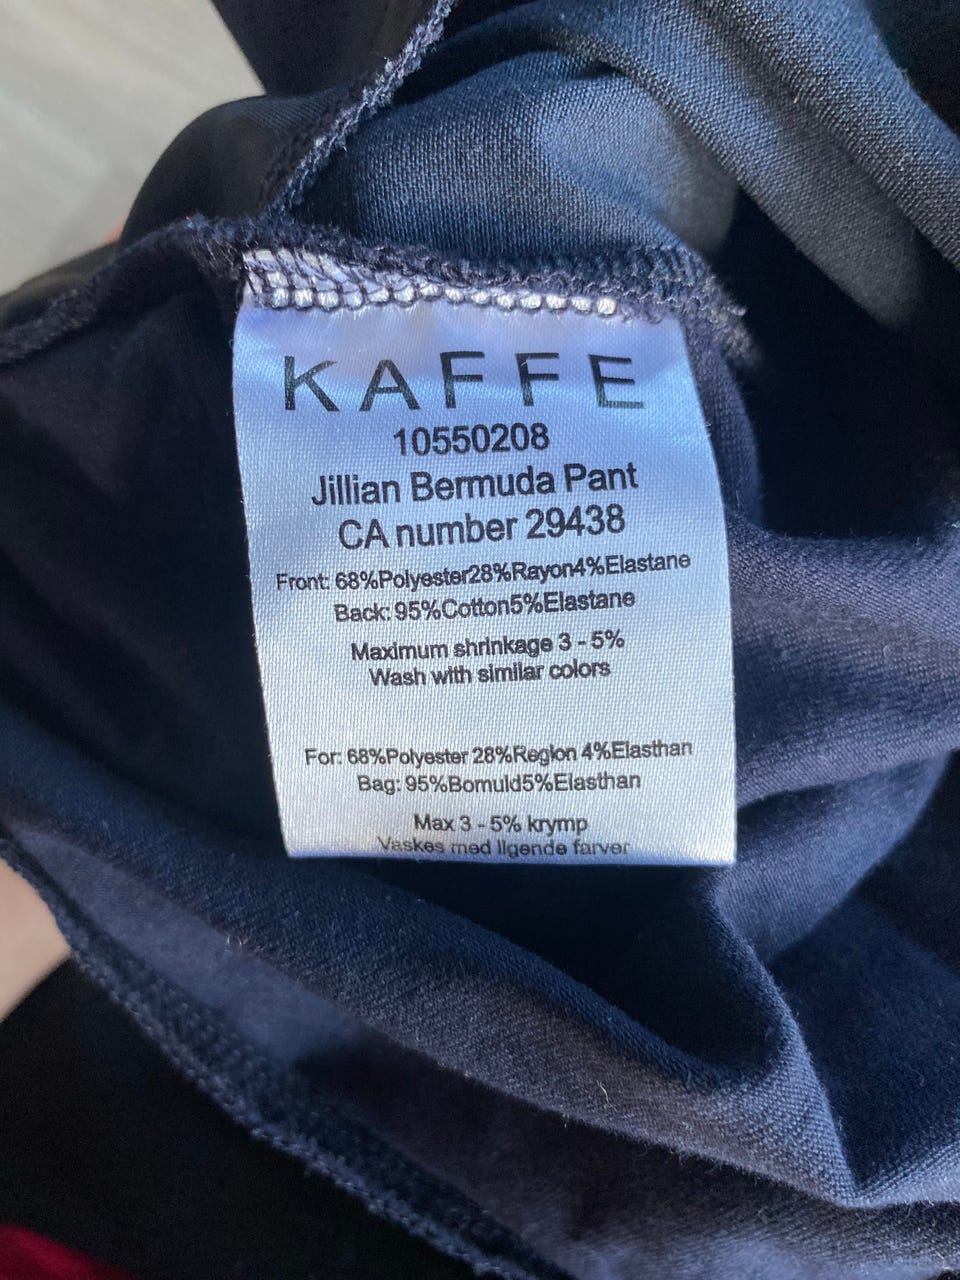 KAFFE
10550208
Jillian Bermuda Pant
CA number 29438
Front: 68%Polyester28%Rayon4%Elastane
Back: 95%Cotton5%Elastane
Maximum shrinkage 3 - 5%
Wash with similar colors
For: 68%Polyester 28%Region 4%Elasthan
Bag: 95%Bomuld5%Elasthan
Max 3 - 5% krymp
Vaskes med ligende farver